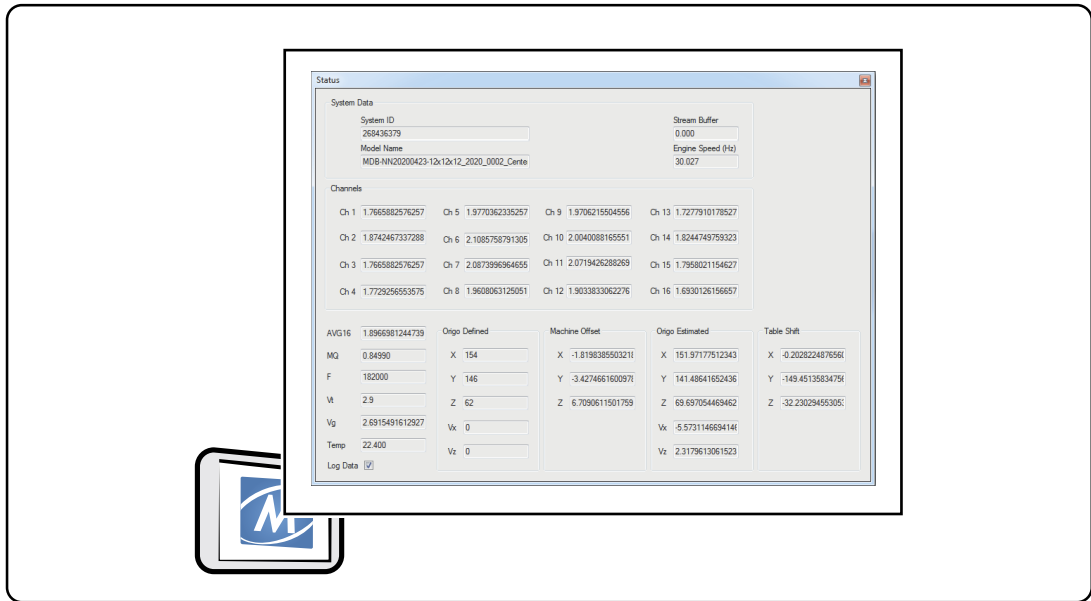 Status
System Data
System ID
Stream Buffer
268436379
0.000
Model Name
Engine Speed (Hz)
MDB-NN20200423-12x12x12_2020_0002_Cente
30.027
Channels
Ch 1 1.7665882576257 Ch 5 1.9770362335257 Ch 9 1.9706215504556 Ch 13 1.7277910178527
Ch 2 1.8742467337288 Ch 6 2.1085758791305 Ch 10 2.0040088165551 Ch 14 1.8244759759323
Ch 3 1.7665882576257 Ch 7 2.0873996964655 Ch 11 2.0719426288269 Ch 15 1.7958021154627
Ch 4 1.7729256553575 Ch 8 1.9608063125051 Ch 12 1.9033833062276 Ch 16 1.6930126156657
AVG16 1.8966981244739
MQ 0.84990
F 182000
Vt 2.9
Vg 2.6915491612927
Temp 22.400
Log Data
Origo Defined
X 154
Y 146
Z 62
Vx 0
Vz 0
Machine Offset
X -1.8198385503218
Y -3.4274661600978
Z 6.7090611501759
Origo Estimated
X 151.97177512343
Y 141.48641652436
Z 69.697054469462
Vx -5.5731146694146
Vz 2.3179613061523
Table Shift
X -0.202822487656
Y -149.4513583475
Z -32.230294553053
M